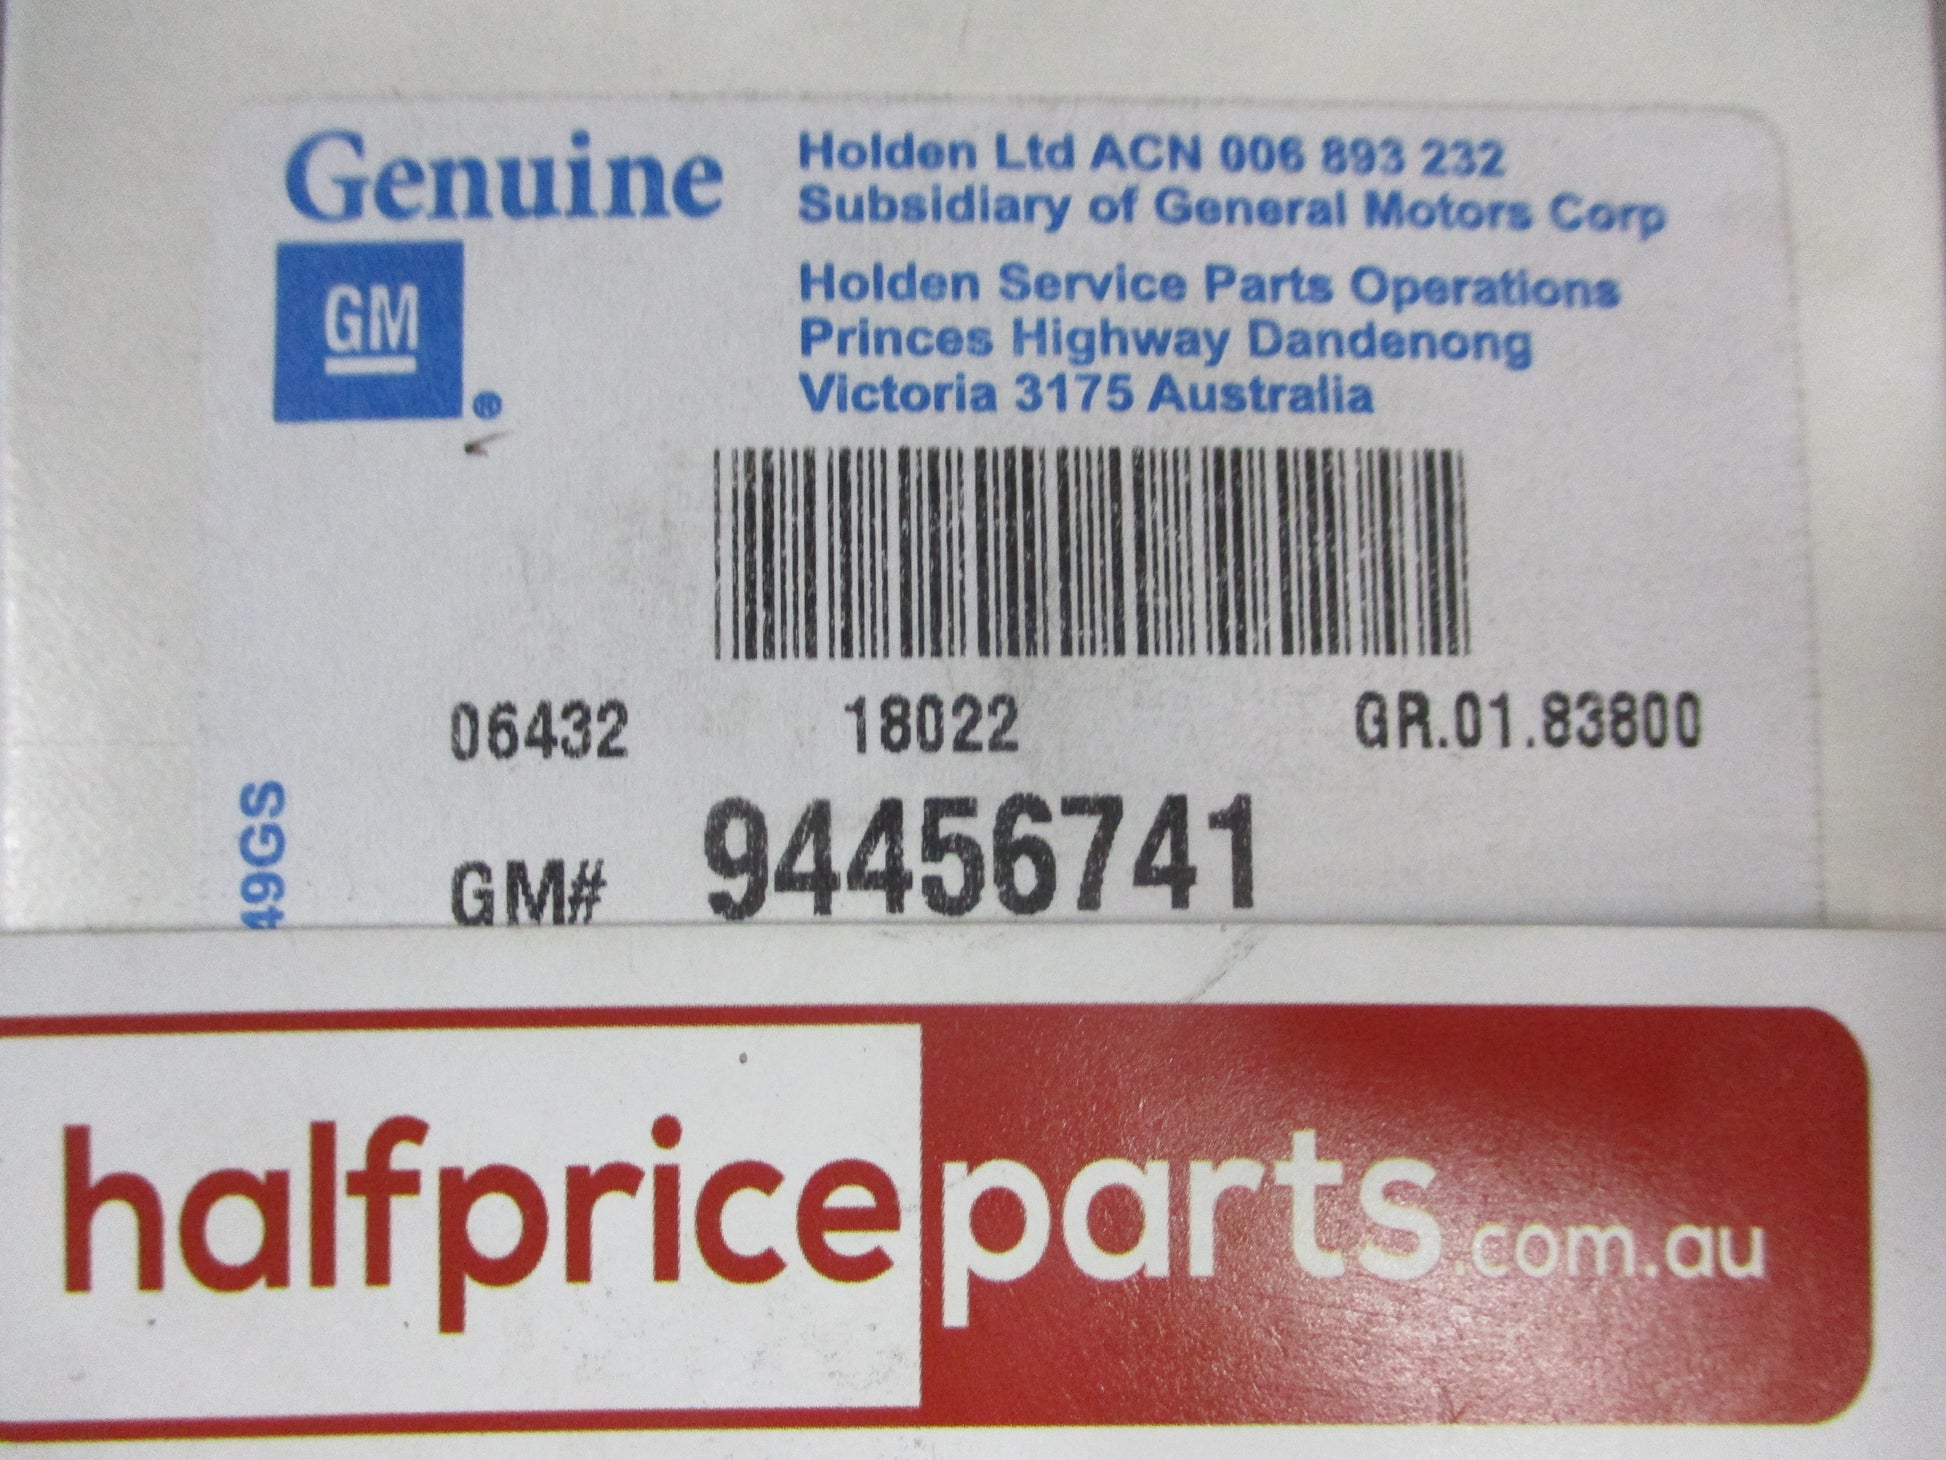 Genuine
GM
®
Holden Ltd ACN 006 893 232
Subsidiary of General Motors Corp
Holden Service Parts Operations
Princes Highway Dandenong
Victoria 3175 Australia
06432 18022 GR.01.83800
49GS
GM# 94456741
halfpriceparts.com.au